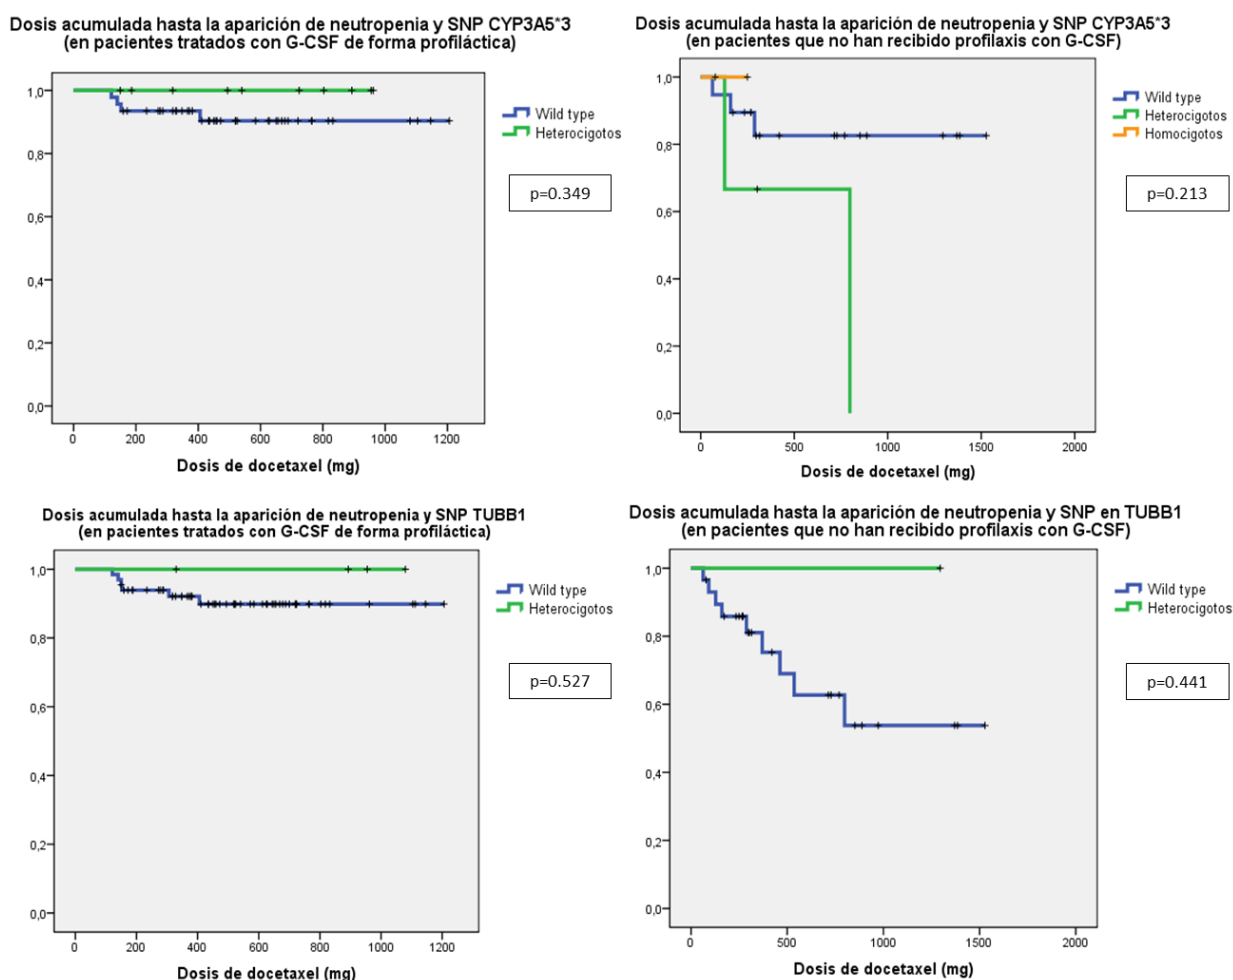 Dosis acumulada hasta la aparición de neutropenia y SNP CYP3A5*3
(en pacientes tratados con G-CSF de forma profiláctica)
1,0
0,8
0,6
0,4
0,2
0,0
0 200 400 600 800 1000 1200
Dosis de docetaxel (mg)
Wild type
Heterocigotos
p=0.349
Dosis acumulada hasta la aparición de neutropenia y SNP CYP3A5*3
(en pacientes que no han recibido profilaxis con G-CSF)
1,0
0,8
0,6
0,4
0,2
0,0
0 500 1000 1500 2000
Dosis de docetaxel (mg)
Wild type
Heterocigotos
Homocigotos
p=0.213
Dosis acumulada hasta la aparición de neutropenia y SNP TUBB1
(en pacientes tratados con G-CSF de forma profiláctica)
1,0
0,8
0,6
0,4
0,2
0,0
0 200 400 600 800 1000 1200
Dosis de docetaxel (mg)
Wild type
Heterocigotos
p=0.527
Dosis acumulada hasta la aparición de neutropenia y SNP en TUBB1
(en pacientes que no han recibido profilaxis con G-CSF)
1,0
0,8
0,6
0,4
0,2
0,0
0 500 1000 1500 2000
Dosis de docetaxel (mg)
Wild type
Heterocigotos
p=0.441